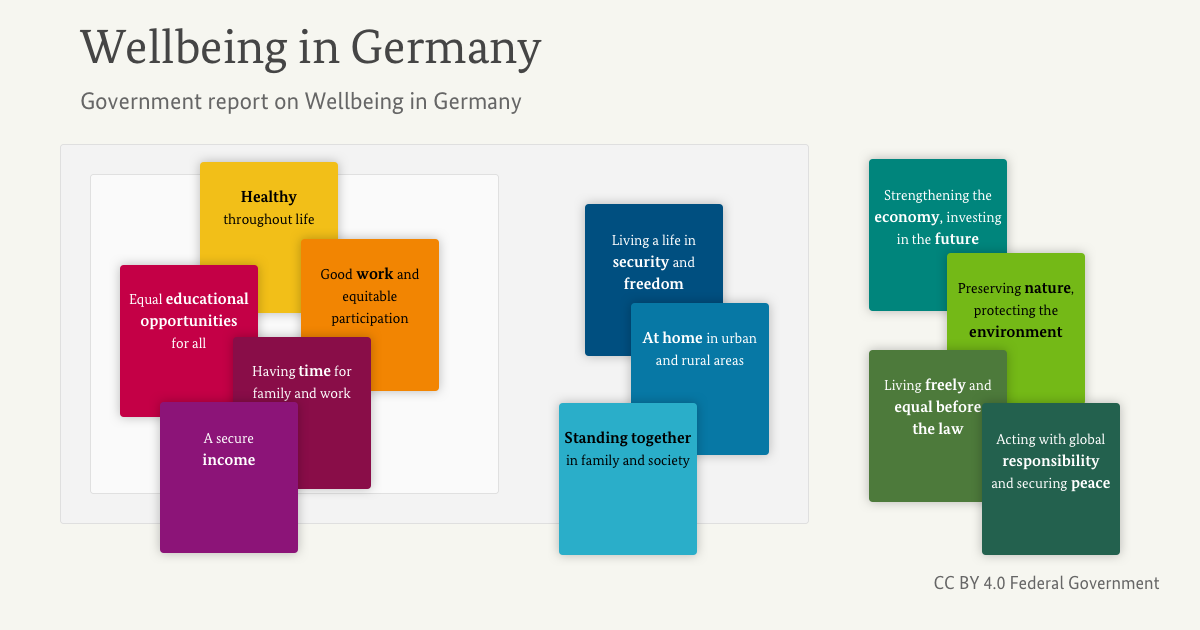 Wellbeing in Germany
Government report on Wellbeing in Germany
Healthy
throughout life
Good work and
equitable
participation
Equal educational
opportunities
for all
Having time for
family and work
A secure
income
Living a life in
security and
freedom
At home in urban
and rural areas
Standing together
in family and society
Strengthening the
economy, investing
in the future
Preserving nature,
protecting the
environment
Living freely and
equal before
the law
Acting with global
responsibility
and securing peace
CC BY 4.0 Federal Government